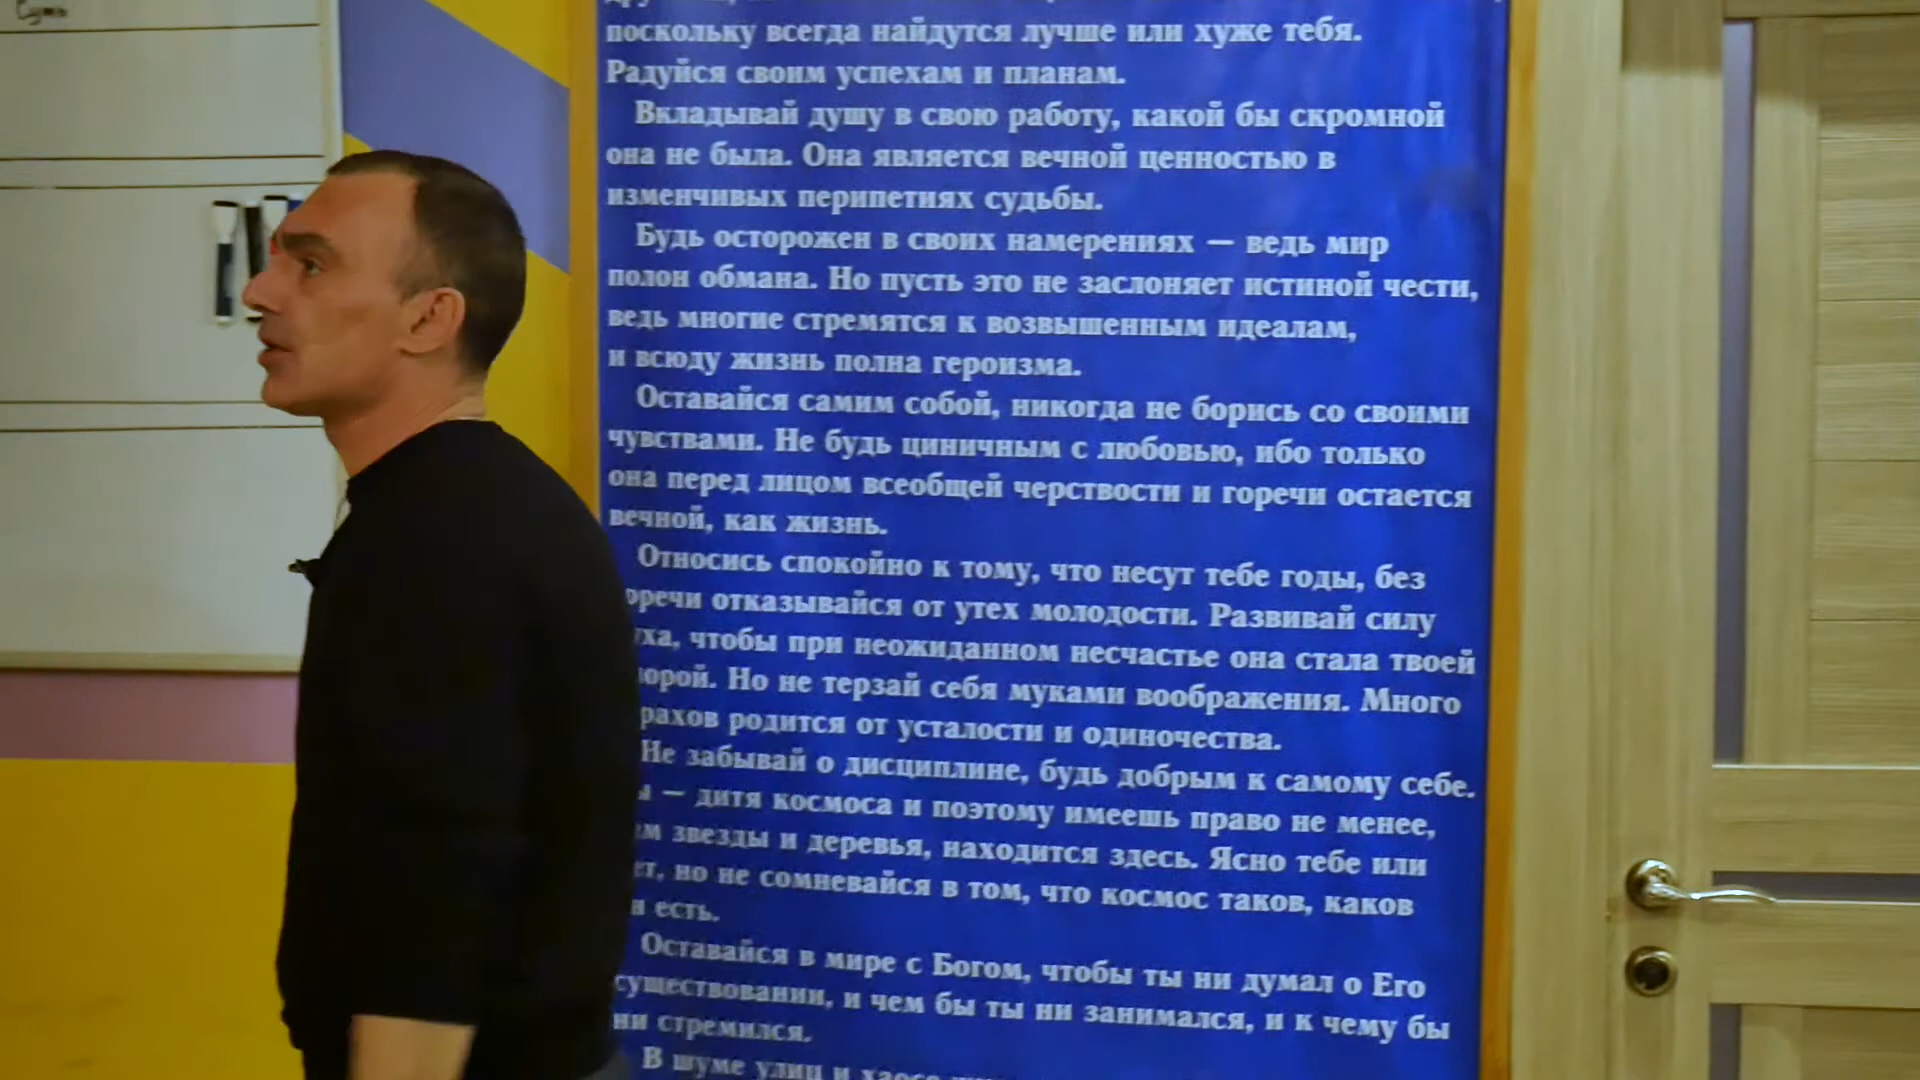 поскольку всегда найдутся лучше или хуже тебя.
Радуйся своим успехам и планам.
Вкладывай душу в свою работу, какой бы скромной
она не была. Она является вечной ценностью в
изменчивых перипетиях судьбы.
Будь осторожен в своих намерениях — ведь мир
полон обмана. Но пусть это не заслоняет истиной чести,
ведь многие стремятся к возвышенным идеалам,
и всюду жизнь полна героизма.
Оставайся самим собой, никогда не борись со своими
чувствами. Не будь циничным с любовью, ибо только
она перед лицом всеобщей черствости и горечи остается
вечной, как жизнь.
Относись спокойно к тому, что несут тебе годы, без
оречи отказывайся от утех молодости. Развивай силу
уха, чтобы при неожиданном несчастье она стала твоей
порой. Но не терзай себя муками воображения. Много
рахов родится от усталости и одиночества.
Не забывай о дисциплине, будь добрым к самому себе.
ы — дитя космоса и поэтому имеешь право не менее,
м звезды и деревья, находится здесь. Ясно тебе или
ет, но не сомневайся в том, что космос таков, каков
н есть.
Оставайся в мире с Богом, чтобы ты ни думал о Его
существовании, и чем бы ты ни занимался, и к чему бы
ни стремился.
В шуме улиц и хаосе